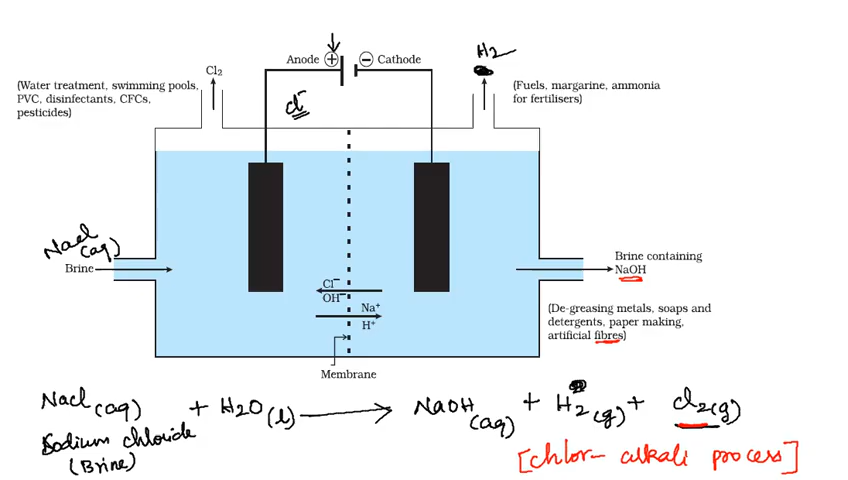 H2
Anode + − Cathode
Cl2
(Water treatment, swimming pools,
PVC, disinfectants, CFCs,
pesticides)
(Fuels, margarine, ammonia
for fertilisers)
Cl−
NaCl
(aq)
Brine
Brine containing
NaOH
Cl−
OH−
Na+
H+
(De-greasing metals, soaps and
detergents, paper making,
artificial fibres)
Membrane
NaCl(aq) + H2O(l) → NaOH(aq) + H2(g) + Cl2(g)
Sodium chloride
(Brine)
[chlor-alkali process]